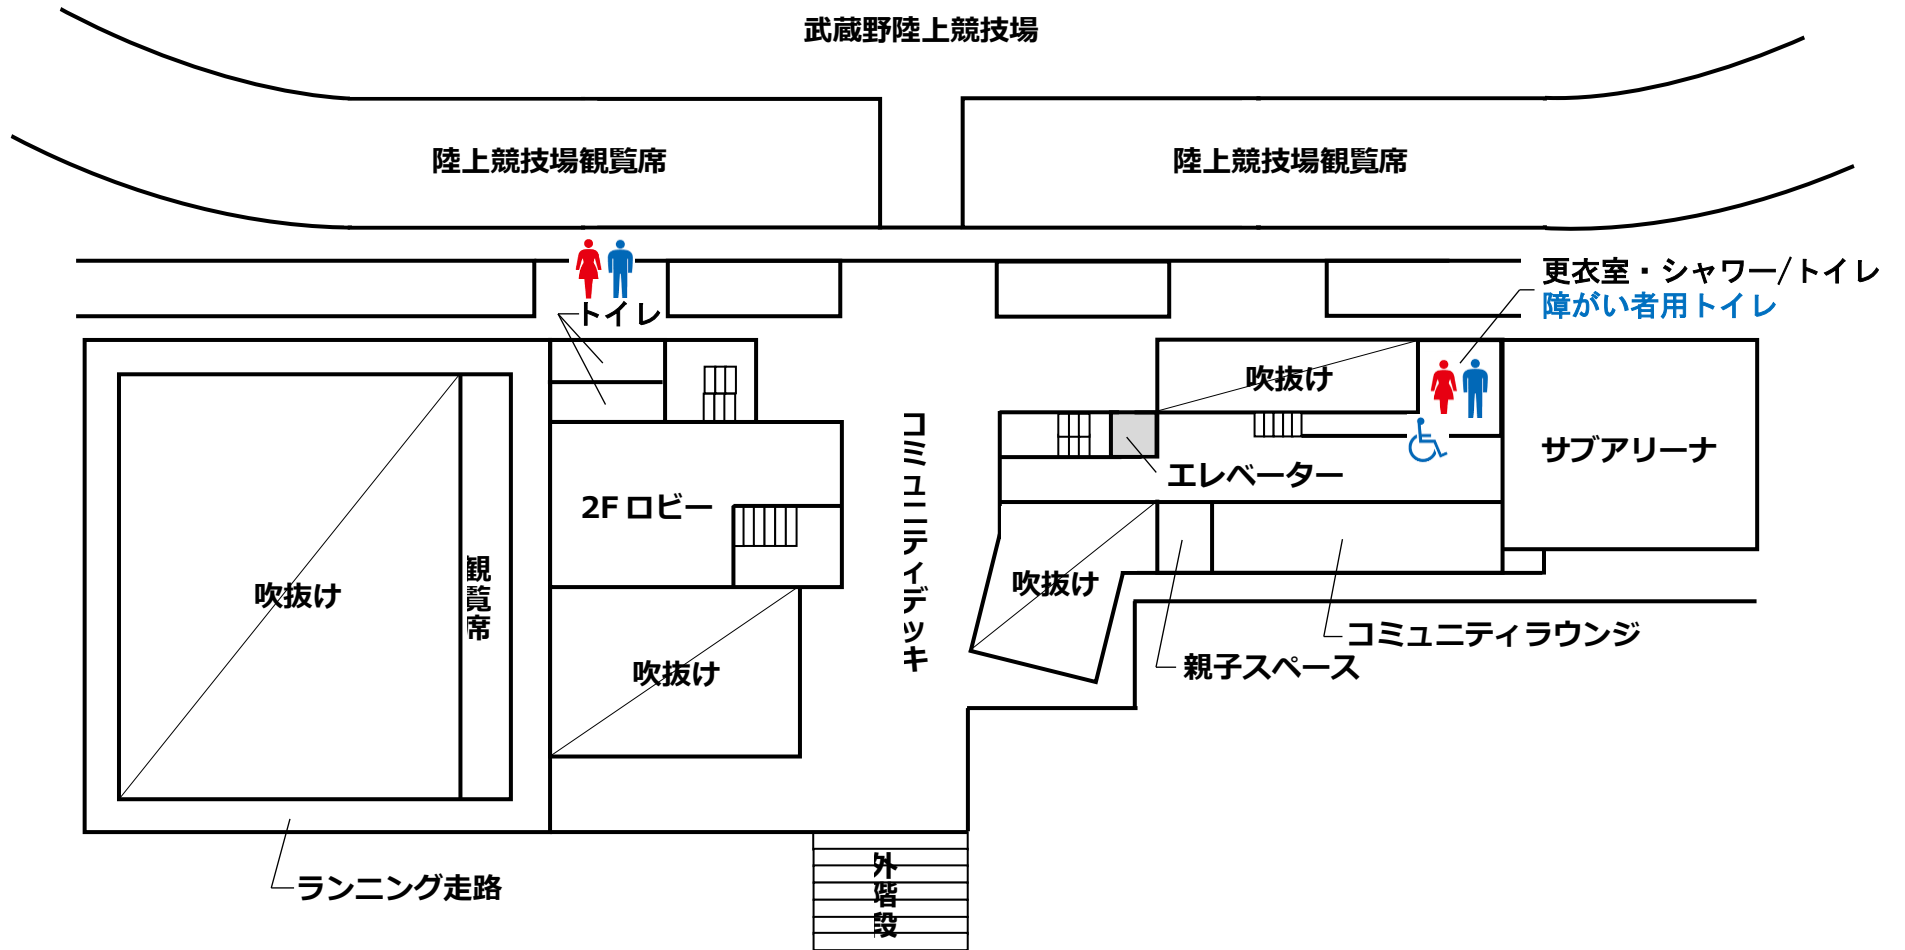 武蔵野陸上競技場
陸上競技場観覧席
陸上競技場観覧席
更衣室・シャワー/トイレ
障がい者用トイレ
トイレ
吹抜け
コミュニティデッキ
サブアリーナ
エレベーター
2Fロビー
観覧席
吹抜け
吹抜け
コミュニティラウンジ
親子スペース
吹抜け
外階段
ランニング走路